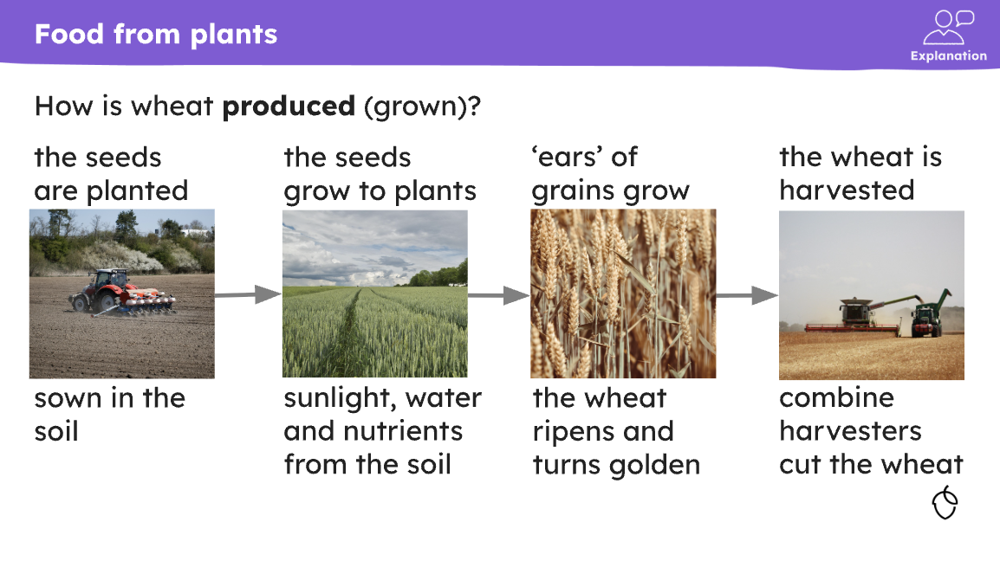 Food from plants
Explanation
How is wheat produced (grown)?
the seeds
are planted
the seeds
grow to plants
‘ears’ of
grains grow
the wheat is
harvested
sown in the
soil
sunlight, water
and nutrients
from the soil
the wheat
ripens and
turns golden
combine
harvesters
cut the wheat